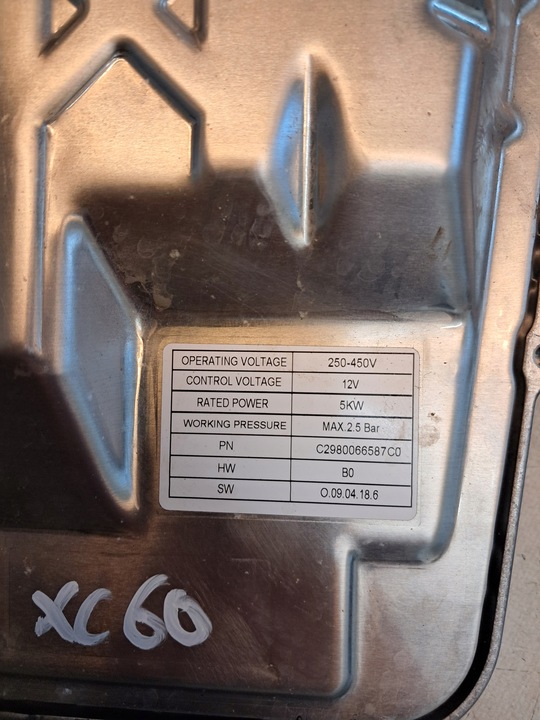 OPERATING VOLTAGE 250-450V
CONTROL VOLTAGE 12V
RATED POWER 5KW
WORKING PRESSURE MAX.2.5 Bar
PN C2980066587C0
HW B0
SW O.09.04.18.6
XC60